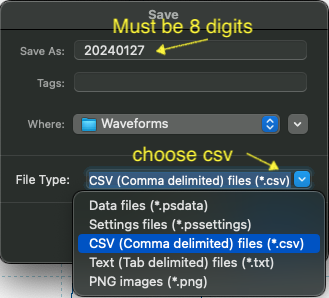 Save
Must be 8 digits
Save As: 20240127
Tags:
Where: Waveforms
choose csv
File Type: CSV (Comma delimited) files (*.csv)
Data files (*.psdata)
Settings files (*.pssettings)
CSV (Comma delimited) files (*.csv)
Text (Tab delimited) files (*.txt)
PNG images (*.png)